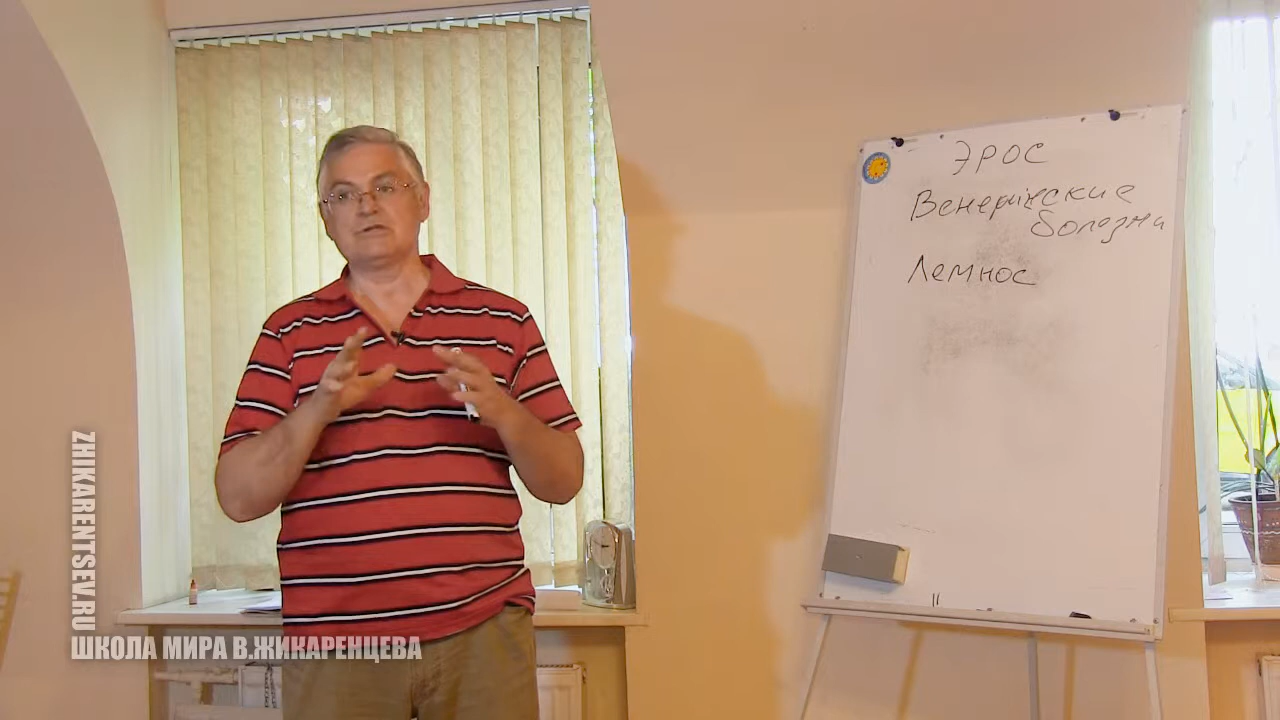 ЭРОС
Венерические
болезни
Лемнос
ZHIKARENTSEV.RU
ШКОЛА МИРА В.ЖИКАРЕНЦЕВА